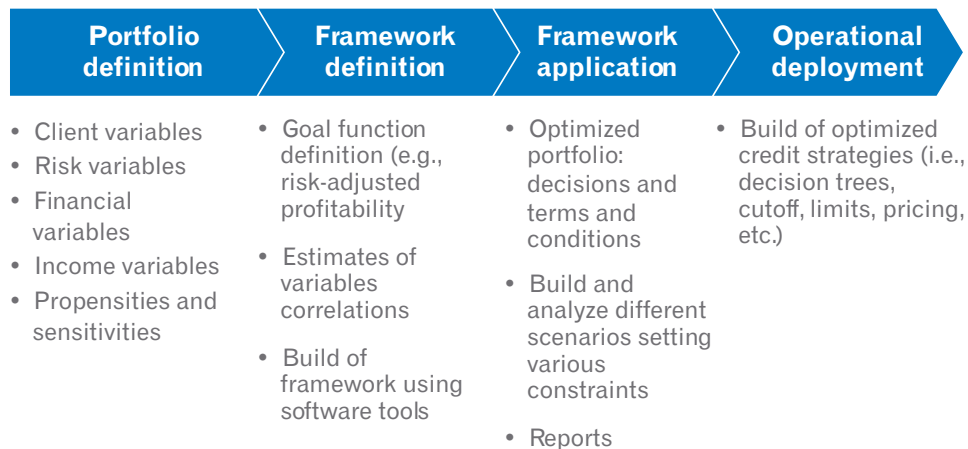 Portfolio
definition
Framework
definition
Framework
application
Operational
deployment
• Client variables
• Risk variables
• Financial
variables
• Income variables
• Propensities and
sensitivities
• Goal function
definition (e.g.,
risk-adjusted
profitability
• Estimates of
variables
correlations
• Build of
framework using
software tools
• Optimized
portfolio:
decisions and
terms and
conditions
• Build and
analyze different
scenarios setting
various
constraints
• Reports
• Build of optimized
credit strategies (i.e.,
decision trees,
cutoff, limits, pricing,
etc.)